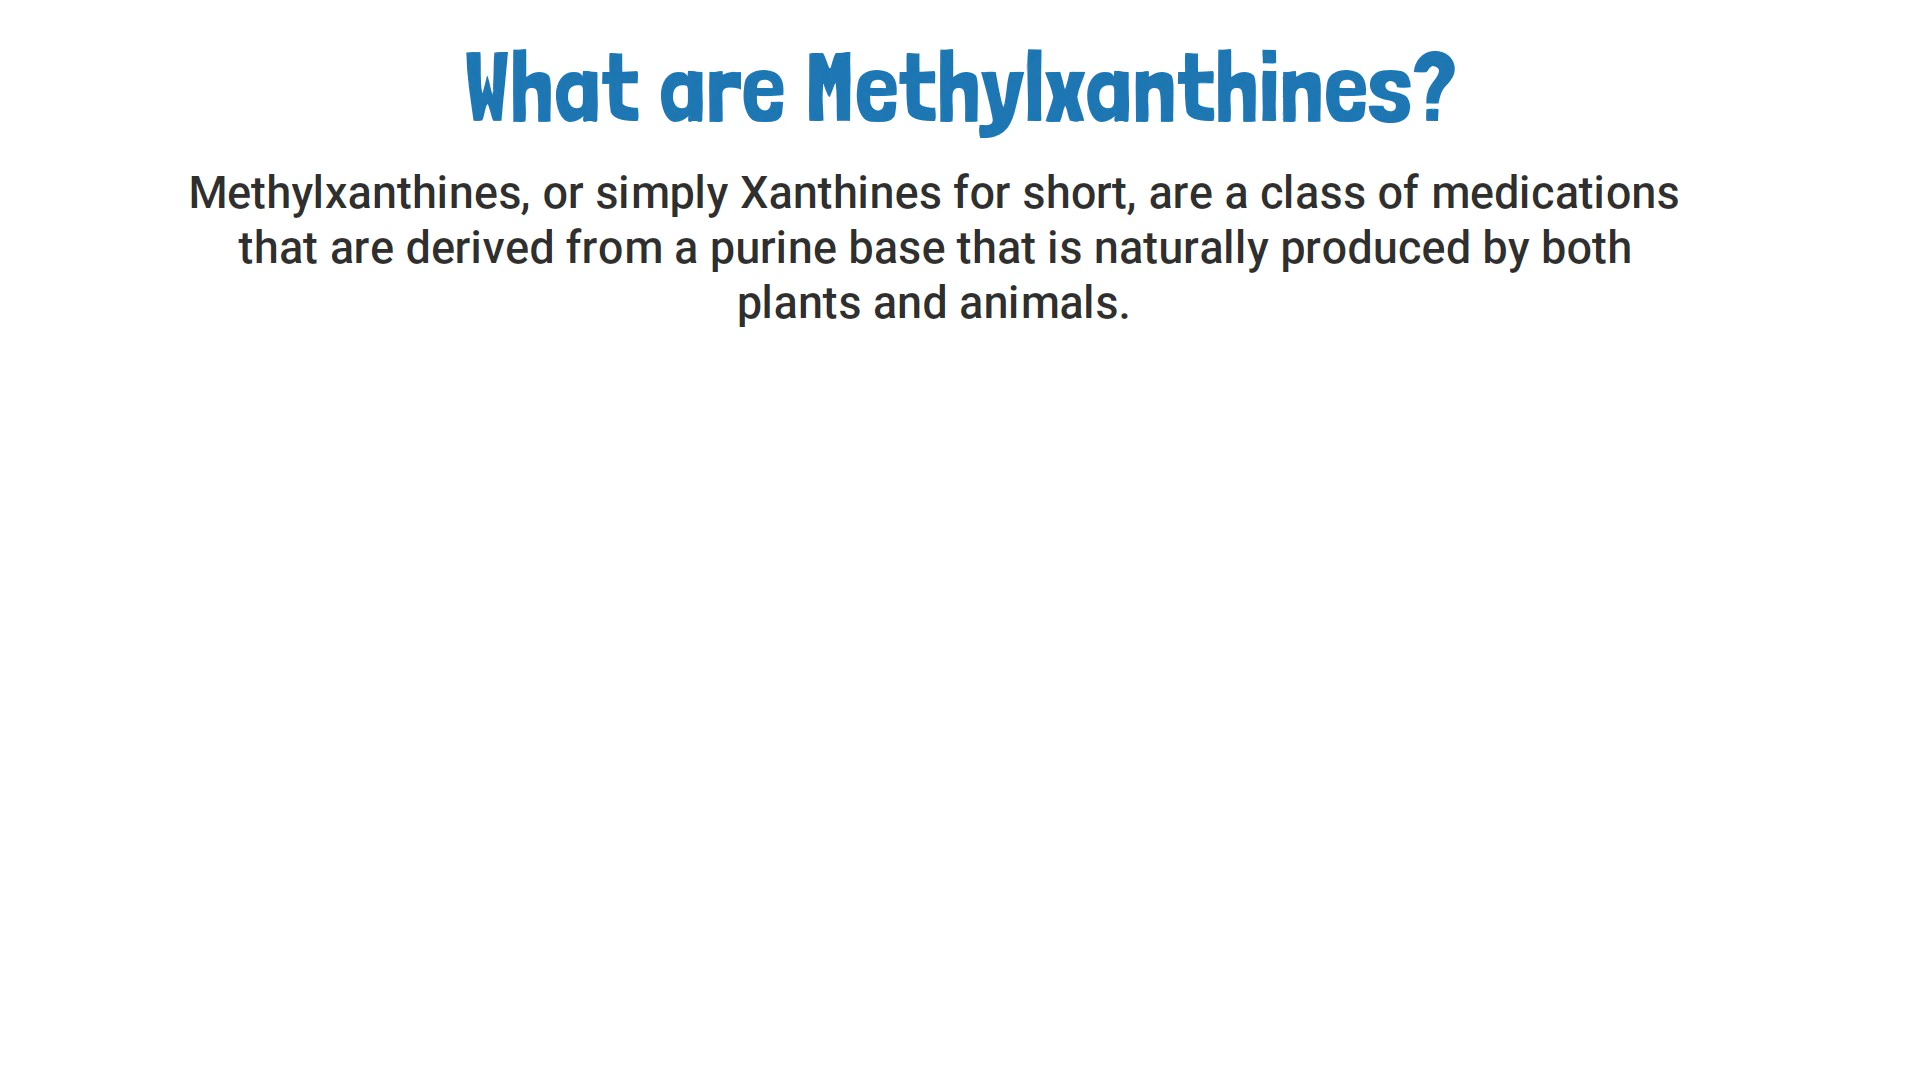 What are Methylxanthines?
Methylxanthines, or simply Xanthines for short, are a class of medications
that are derived from a purine base that is naturally produced by both
plants and animals.